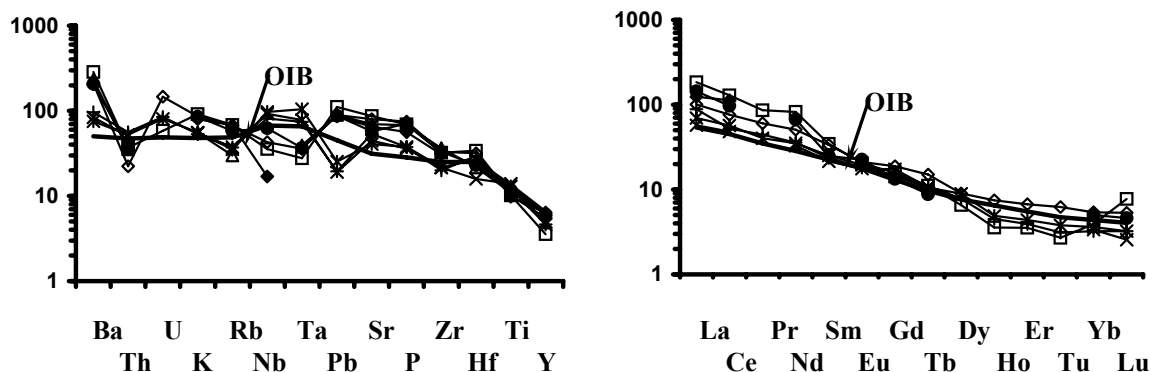 1000
100
10
1
OIB
Ba U Rb Ta Sr Zr Ti
Th K Nb Pb P Hf Y
1000
100
10
1
OIB
La Pr Sm Gd Dy Er Yb
Ce Nd Eu Tb Ho Tu Lu